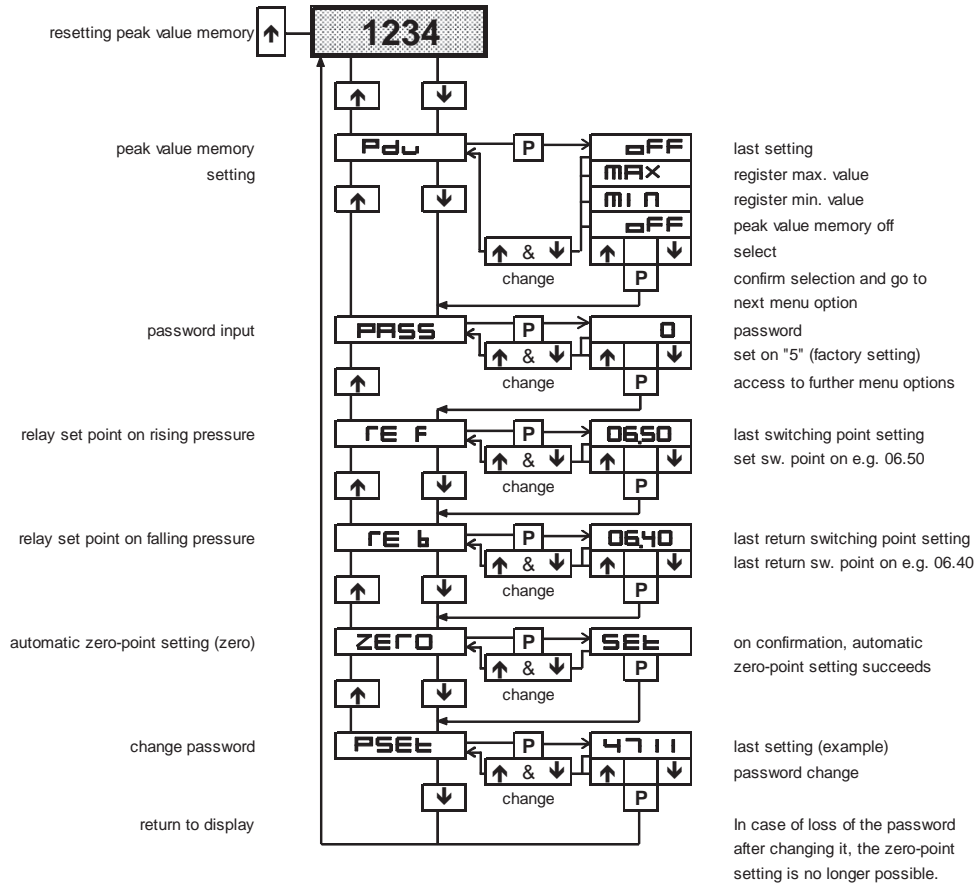 resetting peak value memory ↑ 1234
↑ ↓
peak value memory Pdv P oFF last setting
setting MAX register max. value
↑ ↓ MIN register min. value
oFF peak value memory off
↑ & ↓ ↑ ↓ select
change P confirm selection and go to
next menu option
password input PASS P 0 password
↑ & ↓ ↑ ↓ set on "5" (factory setting)
↑ change P access to further menu options
relay set point on rising pressure rE F P 06.50 last switching point setting
↑ & ↓ ↑ ↓ set sw. point on e.g. 06.50
↑ ↓ change P
relay set point on falling pressure rE b P 06.40 last return switching point setting
↑ & ↓ ↑ ↓ last return sw. point on e.g. 06.40
↑ ↓ change P
automatic zero-point setting (zero) ZErO P SEt on confirmation, automatic
↑ & ↓ P zero-point setting succeeds
↑ ↓ change
change password PSEt P 4711 last setting (example)
↑ & ↓ ↑ ↓ password change
↓ change P
return to display In case of loss of the password
after changing it, the zero-point
setting is no longer possible.